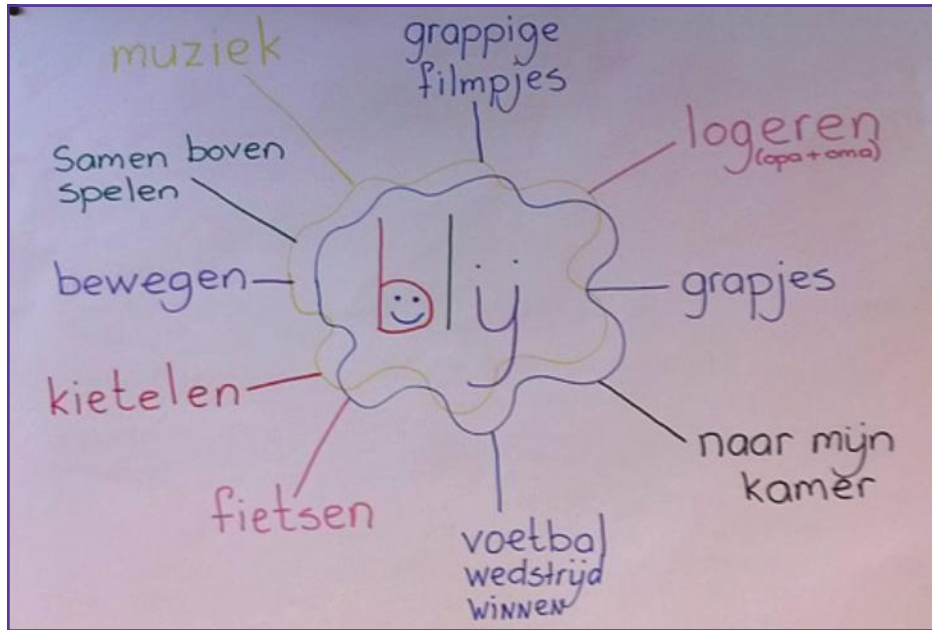 muziek
grappige
filmpjes
logeren
(opa + oma)
Samen boven
spelen
blij
bewegen
grapjes
kietelen
naar mijn
kamer
fietsen
voetbal
wedstrijd
WINNEN